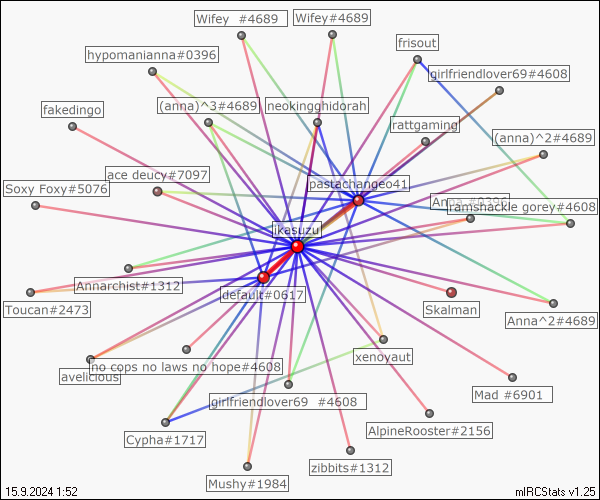 Wifey  #4689
Wifey#4689
frisout
hypomanianna#0396
girlfriendlover69#4608
fakedingo
(anna)^3#4689
neokingghidorah
rattgaming
(anna)^2#4689
ace deucy#7097
pastachangeo41
Soxy Foxy#5076
Anna#0396
ramshackle gorey#4608
ikasuzu
Annarchist#1312
default#0617
Toucan#2473
Skalman
Anna^2#4689
xenoyaut
no cops no laws no hope#4608
avelicious
Mad #6901
girlfriendlover69  #4608
AlpineRooster#2156
Cypha#1717
zibbits#1312
Mushy#1984
15.9.2024 1:52
mIRCStats v1.25